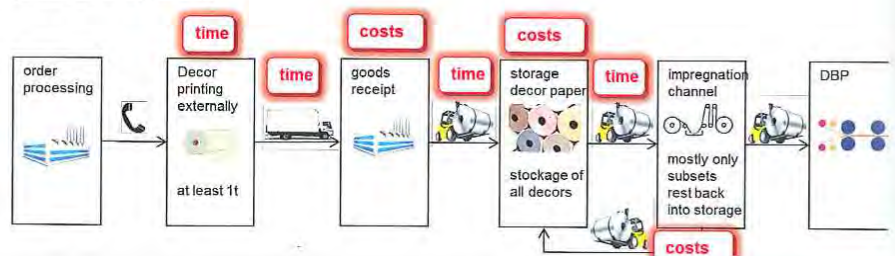 time
costs
costs
order
processing
Decor
printing
externally
at least 1t
time
goods
receipt
time
storage
decor paper
stockage of
all decors
time
impregnation
channel
mostly only
subsets
rest back
into storage
DBP
costs